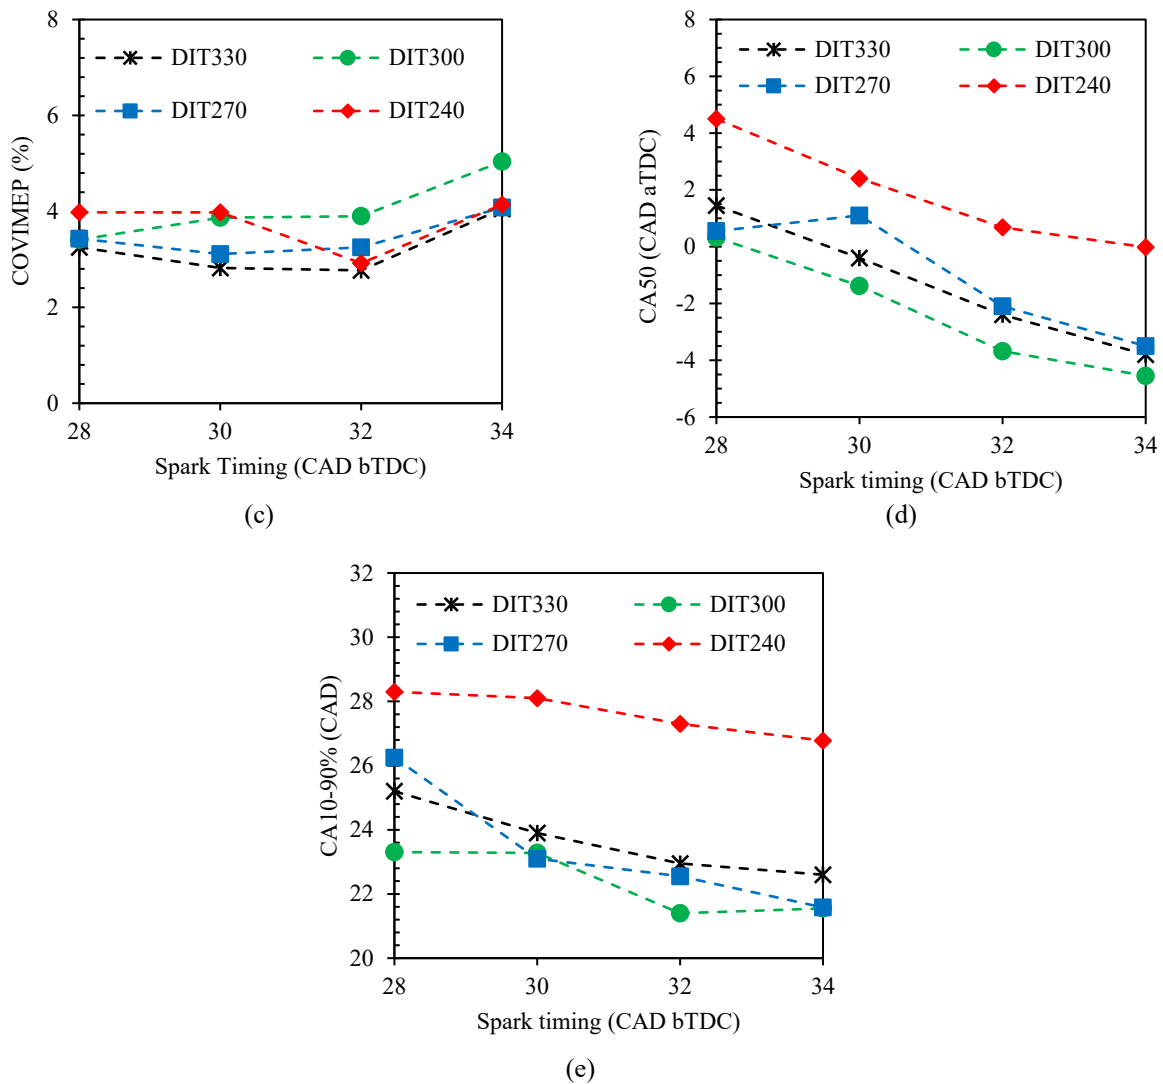 8
6
4
2
0
COVIMEP (%)
DIT330
DIT300
DIT270
DIT240
28
30
32
34
Spark Timing (CAD bTDC)
(c)
8
6
4
2
0
-2
-4
-6
CA50 (CAD aTDC)
DIT330
DIT300
DIT270
DIT240
28
30
32
34
Spark timing (CAD bTDC)
(d)
32
30
28
26
24
22
20
CA10-90% (CAD)
DIT330
DIT300
DIT270
DIT240
28
30
32
34
Spark timing (CAD bTDC)
(e)